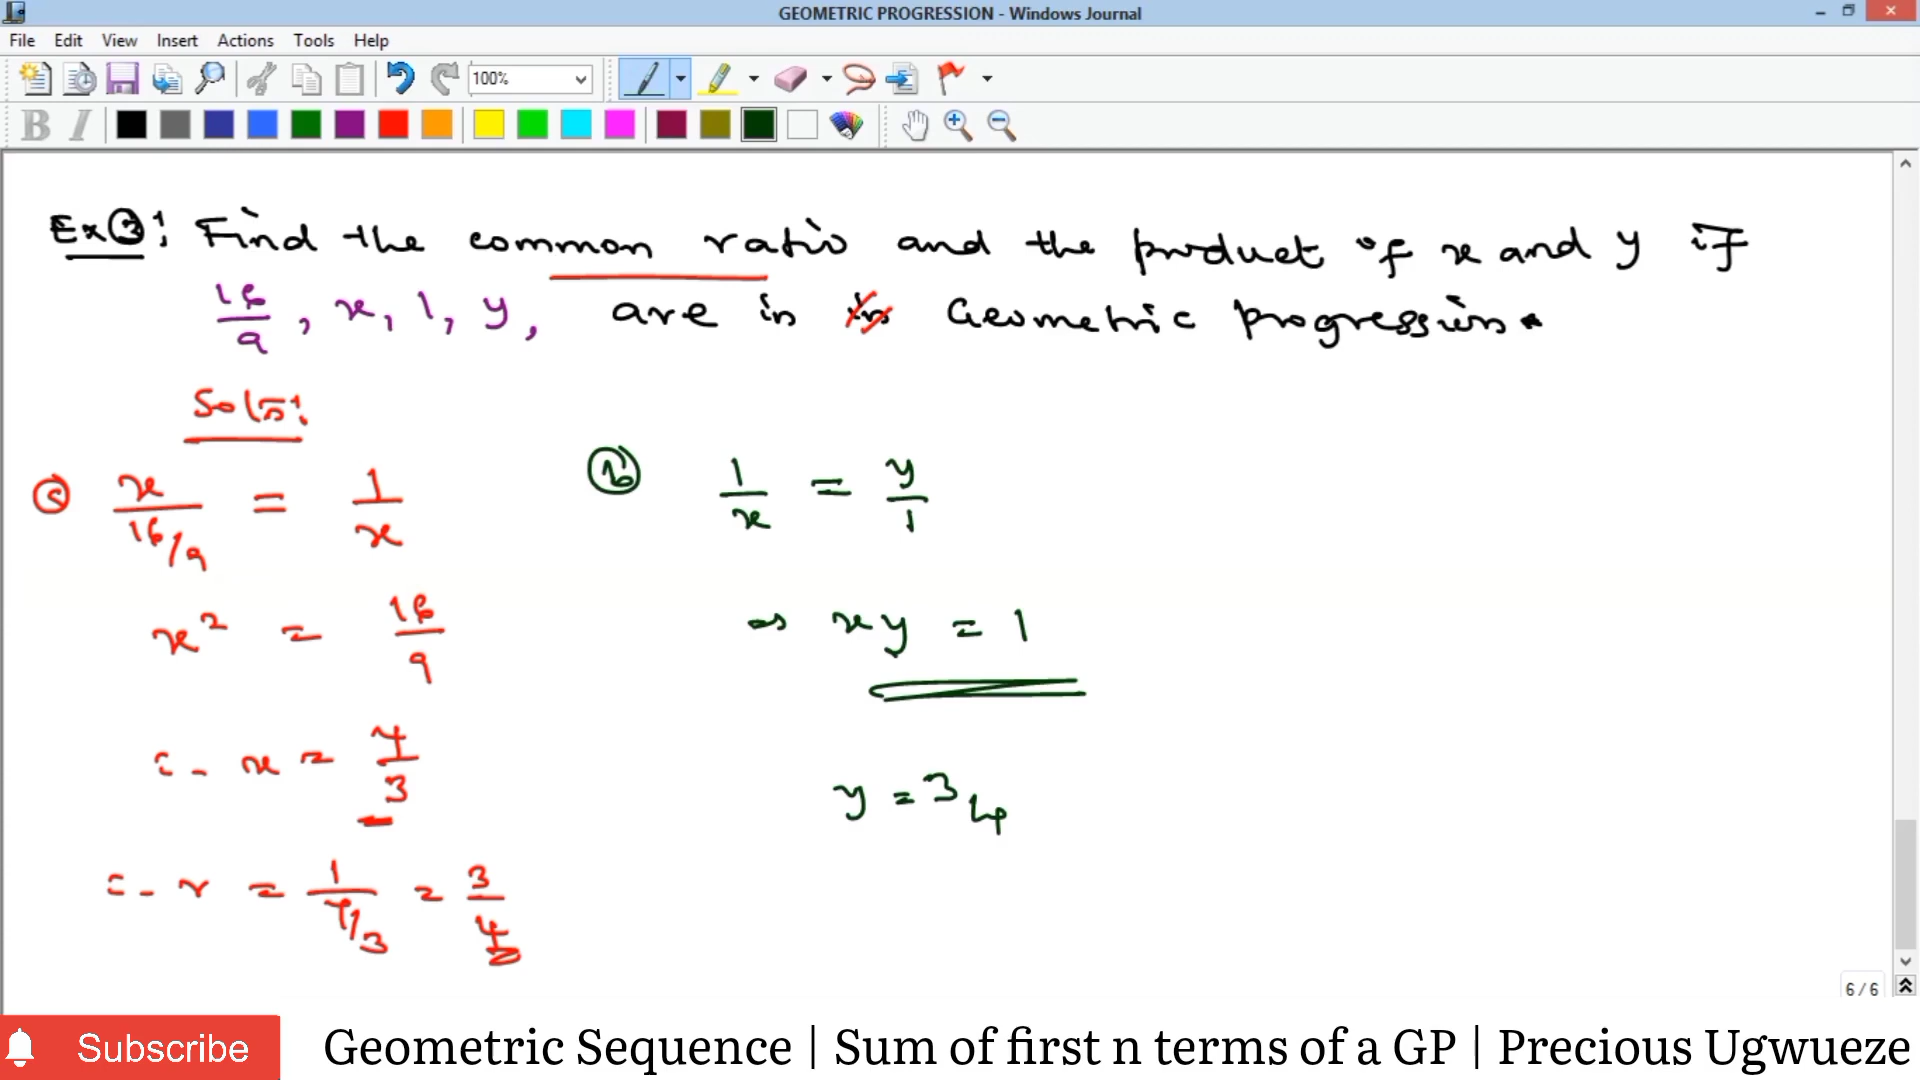 GEOMETRIC PROGRESSION - Windows Journal
File Edit View Insert Actions Tools Help
100%
B I
Ex③: Find the common ratio and the product of x and y if
16/9, x, 1, y, are in in Geometric progression.
Soln:
x/(16/9) = 1/x
x² = 16/9
∴ x = 4/3
∴ r = 1/(4/3) = 3/4
ⓑ 1/x = y/1
⇒ xy = 1
y = 3/4
6 / 6
Subscribe
Geometric Sequence | Sum of first n terms of a GP | Precious Ugwueze